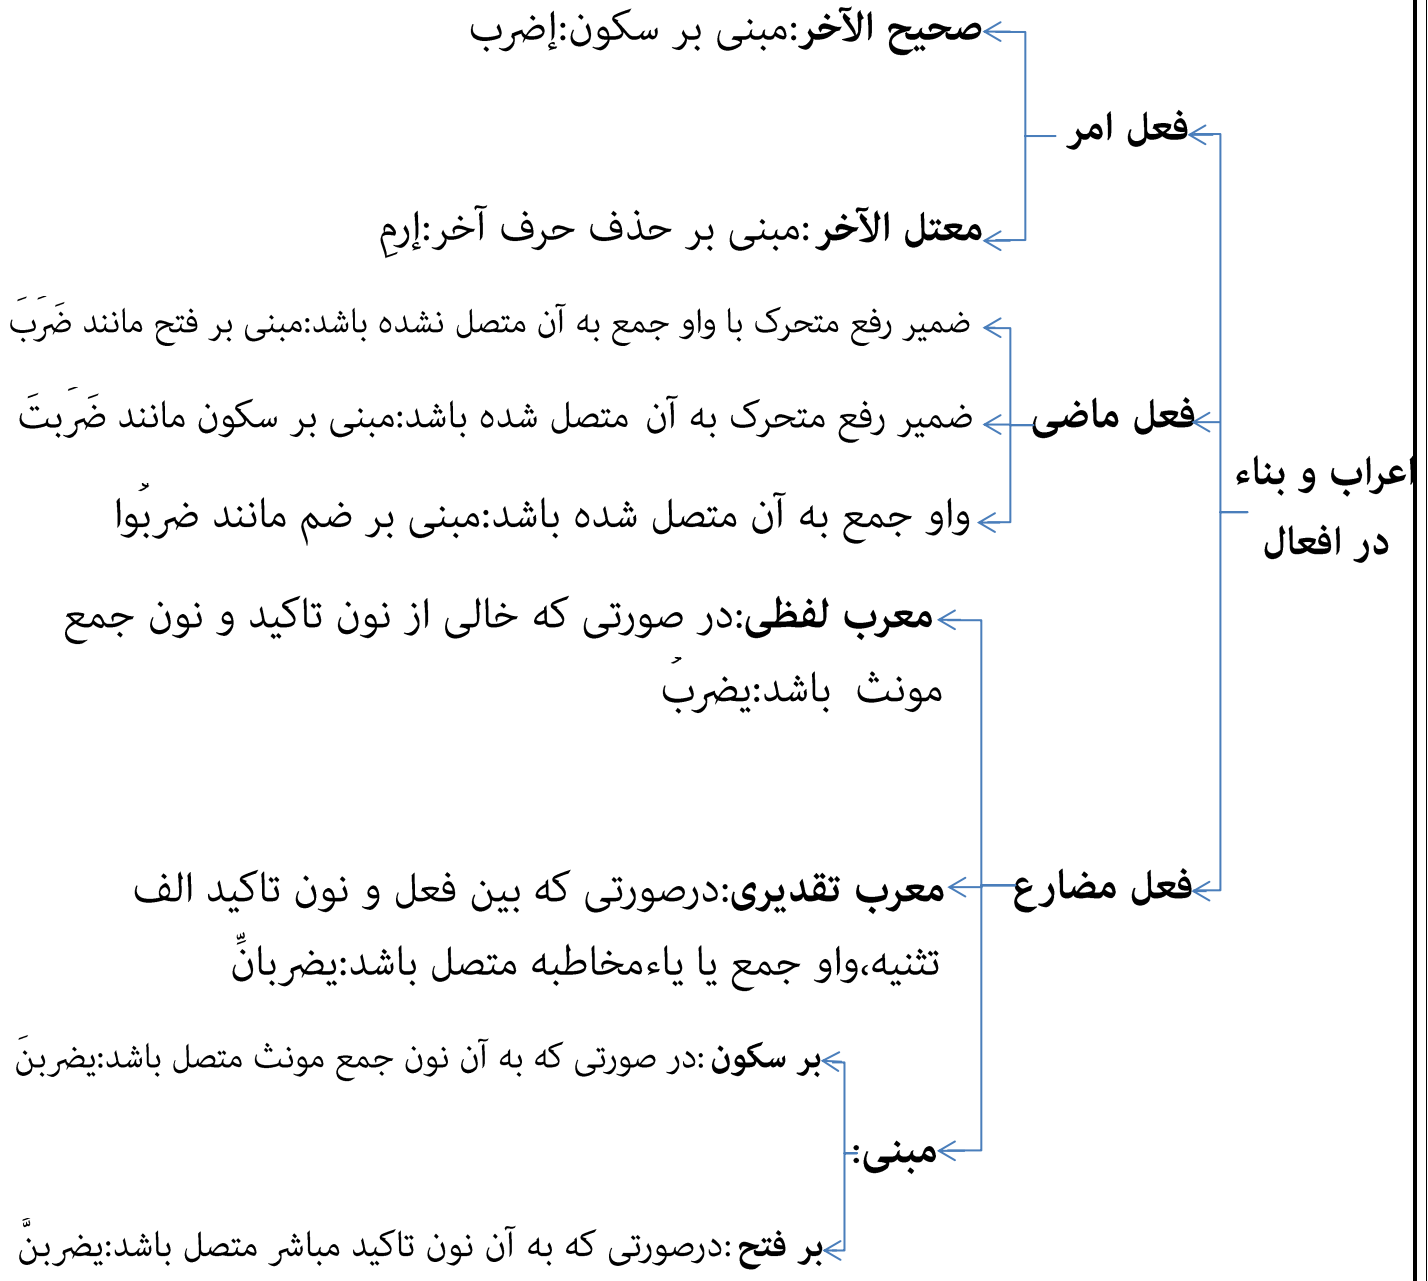 اعراب و بناء
در افعال
فعل امر
صحیح الآخر:مبنی بر سکون:إضرب
معتل الآخر:مبنی بر حذف حرف آخر:إرمِ
فعل ماضی
ضمیر رفع متحرک با واو جمع به آن متصل نشده باشد:مبنی بر فتح مانند ضَرَبَ
ضمیر رفع متحرک به آن متصل شده باشد:مبنی بر سکون مانند ضَرَبتَ
واو جمع به آن متصل شده باشد:مبنی بر ضم مانند ضربُوا
فعل مضارع
معرب لفظی:در صورتی که خالی از نون تاکید و نون جمع
مونث باشد:یضربُ
معرب تقدیری:درصورتی که بین فعل و نون تاکید الف
تثنیه،واو جمع یا یاءمخاطبه متصل باشد:یضربانِّ
مبنی:
بر سکون:در صورتی که به آن نون جمع مونث متصل باشد:یضربنَ
بر فتح:درصورتی که به آن نون تاکید مباشر متصل باشد:یضربنَّ